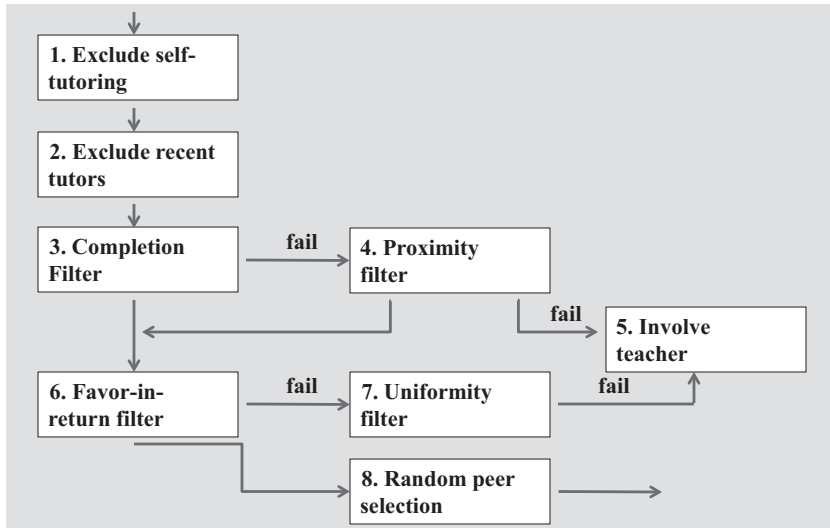 1. Exclude self-
tutoring
2. Exclude recent
tutors
3. Completion
Filter
fail
4. Proximity
filter
fail
5. Involve
teacher
6. Favor-in-
return filter
fail
7. Uniformity
filter
fail
8. Random peer
selection